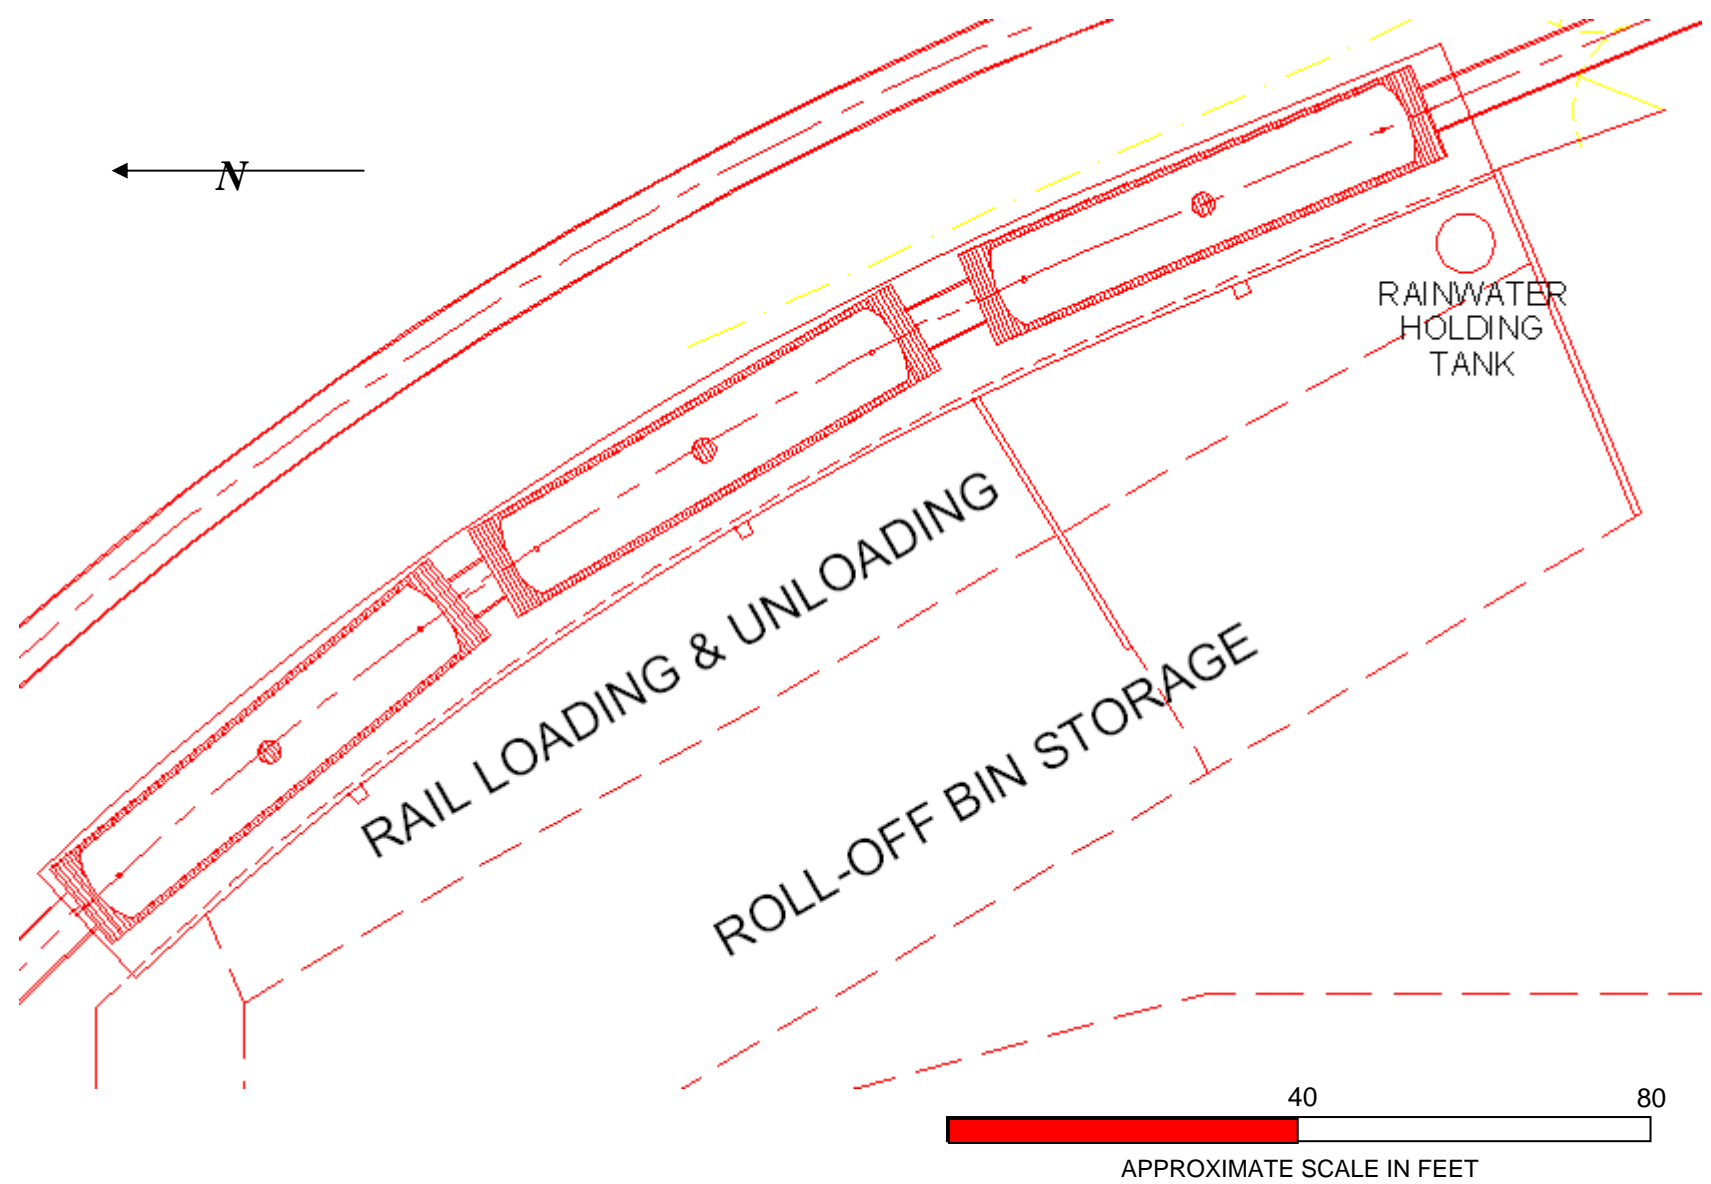 N
RAINWATER
HOLDING
TANK
RAIL LOADING & UNLOADING
ROLL-OFF BIN STORAGE
40 80
APPROXIMATE SCALE IN FEET